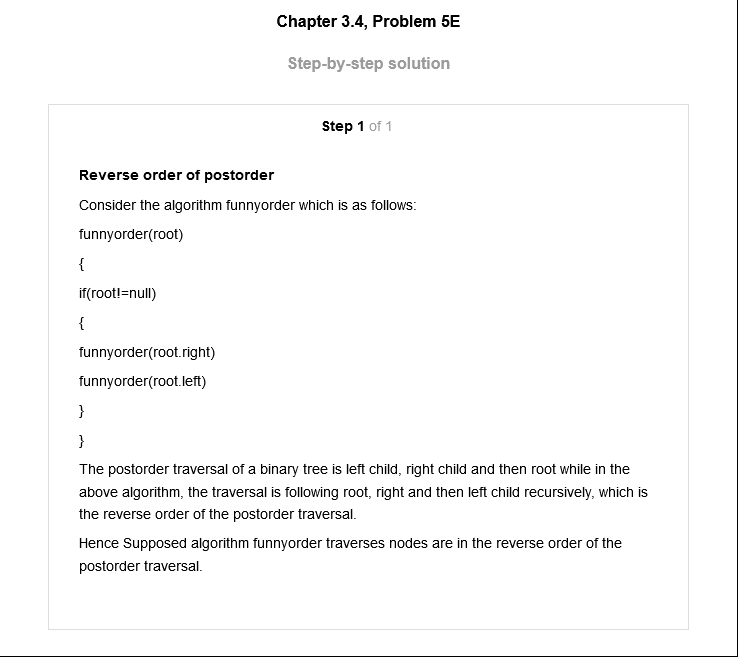 Chapter 3.4, Problem 5E
Step-by-step solution
Step 1 of 1
Reverse order of postorder
Consider the algorithm funnyorder which is as follows:
funnyorder(root)
{
if(root!=null)
{
funnyorder(root.right)
funnyorder(root.left)
}
}
The postorder traversal of a binary tree is left child, right child and then root while in the
above algorithm, the traversal is following root, right and then left child recursively, which is
the reverse order of the postorder traversal.
Hence Supposed algorithm funnyorder traverses nodes are in the reverse order of the
postorder traversal.